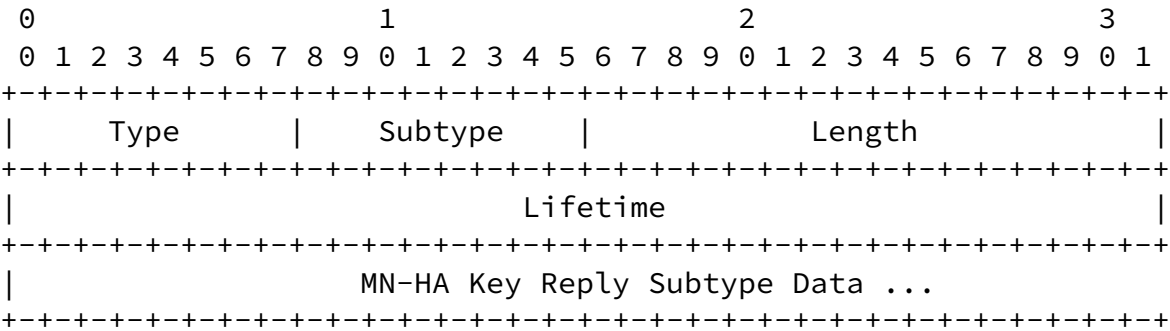 0                   1                   2                   3
 0 1 2 3 4 5 6 7 8 9 0 1 2 3 4 5 6 7 8 9 0 1 2 3 4 5 6 7 8 9 0 1
+-+-+-+-+-+-+-+-+-+-+-+-+-+-+-+-+-+-+-+-+-+-+-+-+-+-+-+-+-+-+-+-+
|     Type      |    Subtype    |            Length             |
+-+-+-+-+-+-+-+-+-+-+-+-+-+-+-+-+-+-+-+-+-+-+-+-+-+-+-+-+-+-+-+-+
|                            Lifetime                           |
+-+-+-+-+-+-+-+-+-+-+-+-+-+-+-+-+-+-+-+-+-+-+-+-+-+-+-+-+-+-+-+-+
|                   MN-HA Key Reply Subtype Data ...
+-+-+-+-+-+-+-+-+-+-+-+-+-+-+-+-+-+-+-+-+-+-+-+-+-+-+-+-+-+-+-+-+